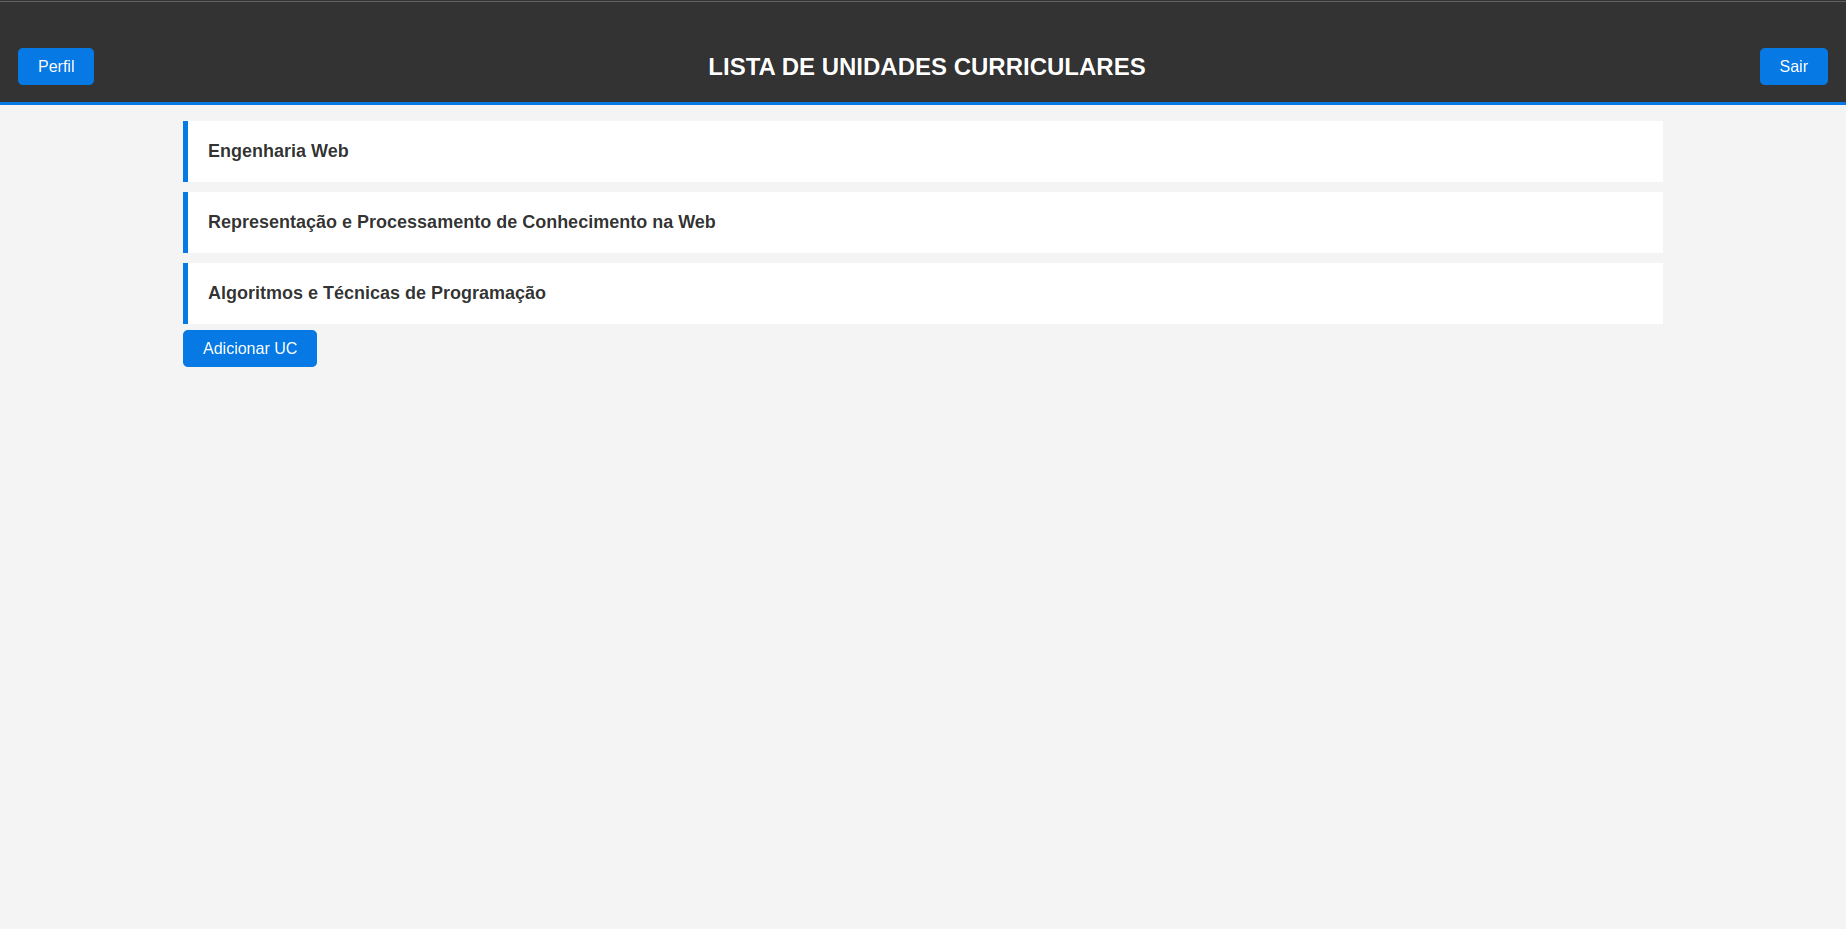 Perfil
LISTA DE UNIDADES CURRICULARES
Sair
Engenharia Web
Representação e Processamento de Conhecimento na Web
Algoritmos e Técnicas de Programação
Adicionar UC